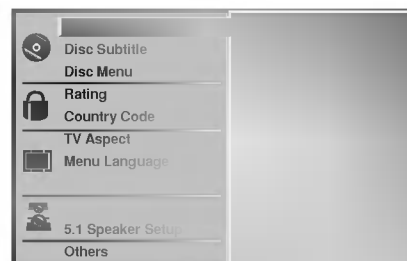 Disc Subtitle
Disc Menu
Rating
Country Code
TV Aspect
Menu Language
5.1 Speaker Setup
Others